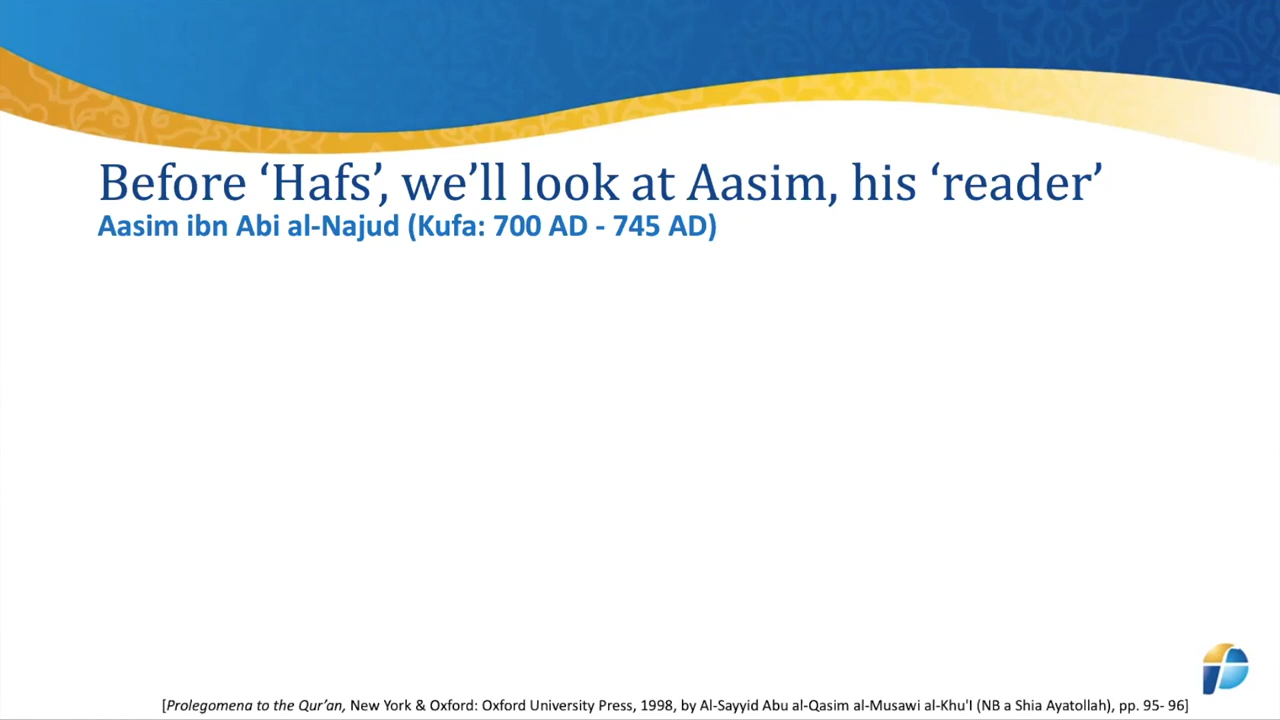 Before ‘Hafs’, we’ll look at Aasim, his ‘reader’
Aasim ibn Abi al-Najud (Kufa: 700 AD - 745 AD)
[Prolegomena to the Qur’an, New York & Oxford: Oxford University Press, 1998, by Al-Sayyid Abu al-Qasim al-Musawi al-Khu'I (NB a Shia Ayatollah), pp. 95- 96]